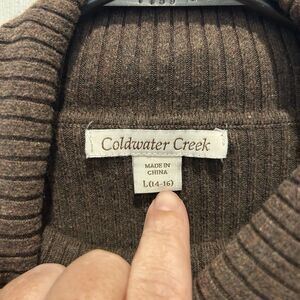 Coldwater Creek
MADE IN
CHINA
L(14-16)